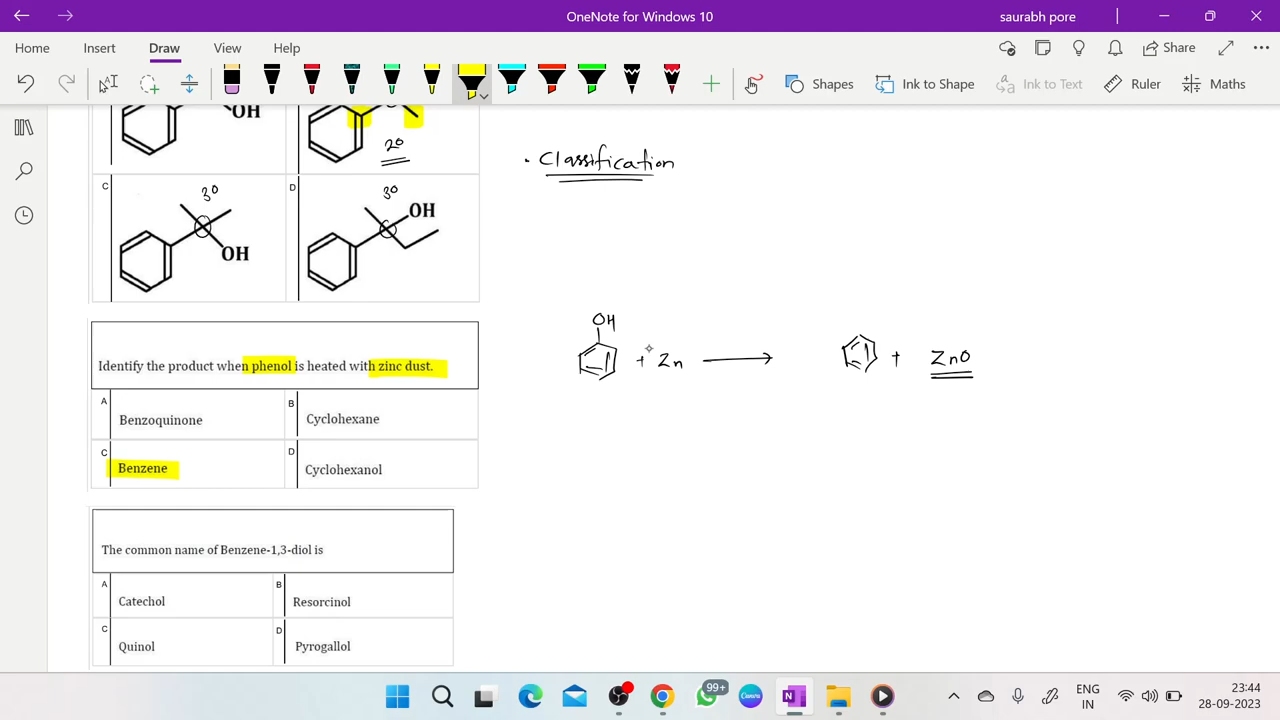 OneNote for Windows 10
saurabh pore
Home Insert Draw View Help
Share
Shapes Ink to Shape Ink to Text Ruler Maths
OH
2°
C 3° OH
D 3° OH
• Classification
Identify the product when phenol is heated with zinc dust.
A Benzoquinone
B Cyclohexane
C Benzene
D Cyclohexanol
OH
+ Zn ⟶ + ZnO
The common name of Benzene-1,3-diol is
A Catechol
B Resorcinol
C Quinol
D Pyrogallol
99+
Canva
ENG
IN
23:44
28-09-2023